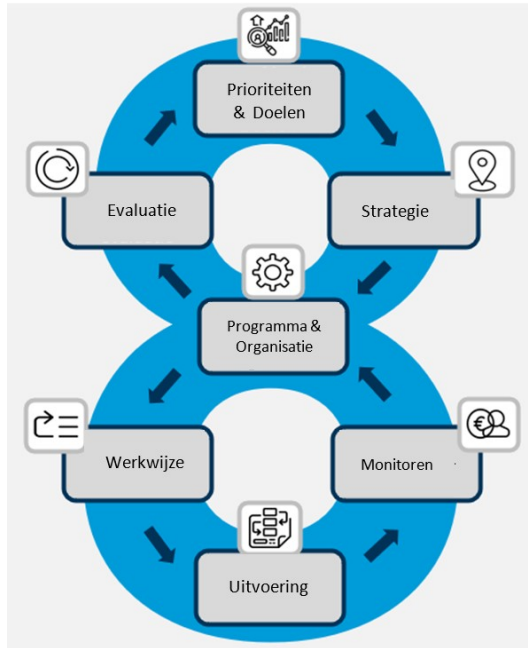 Prioriteiten
& Doelen
Evaluatie
Strategie
Programma &
Organisatie
Werkwijze
Monitoren
Uitvoering
€